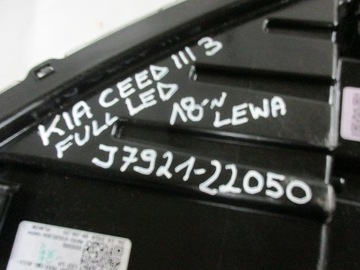 KIA CEED III 3
FULL LED 18-N LEWA
J7921-22050